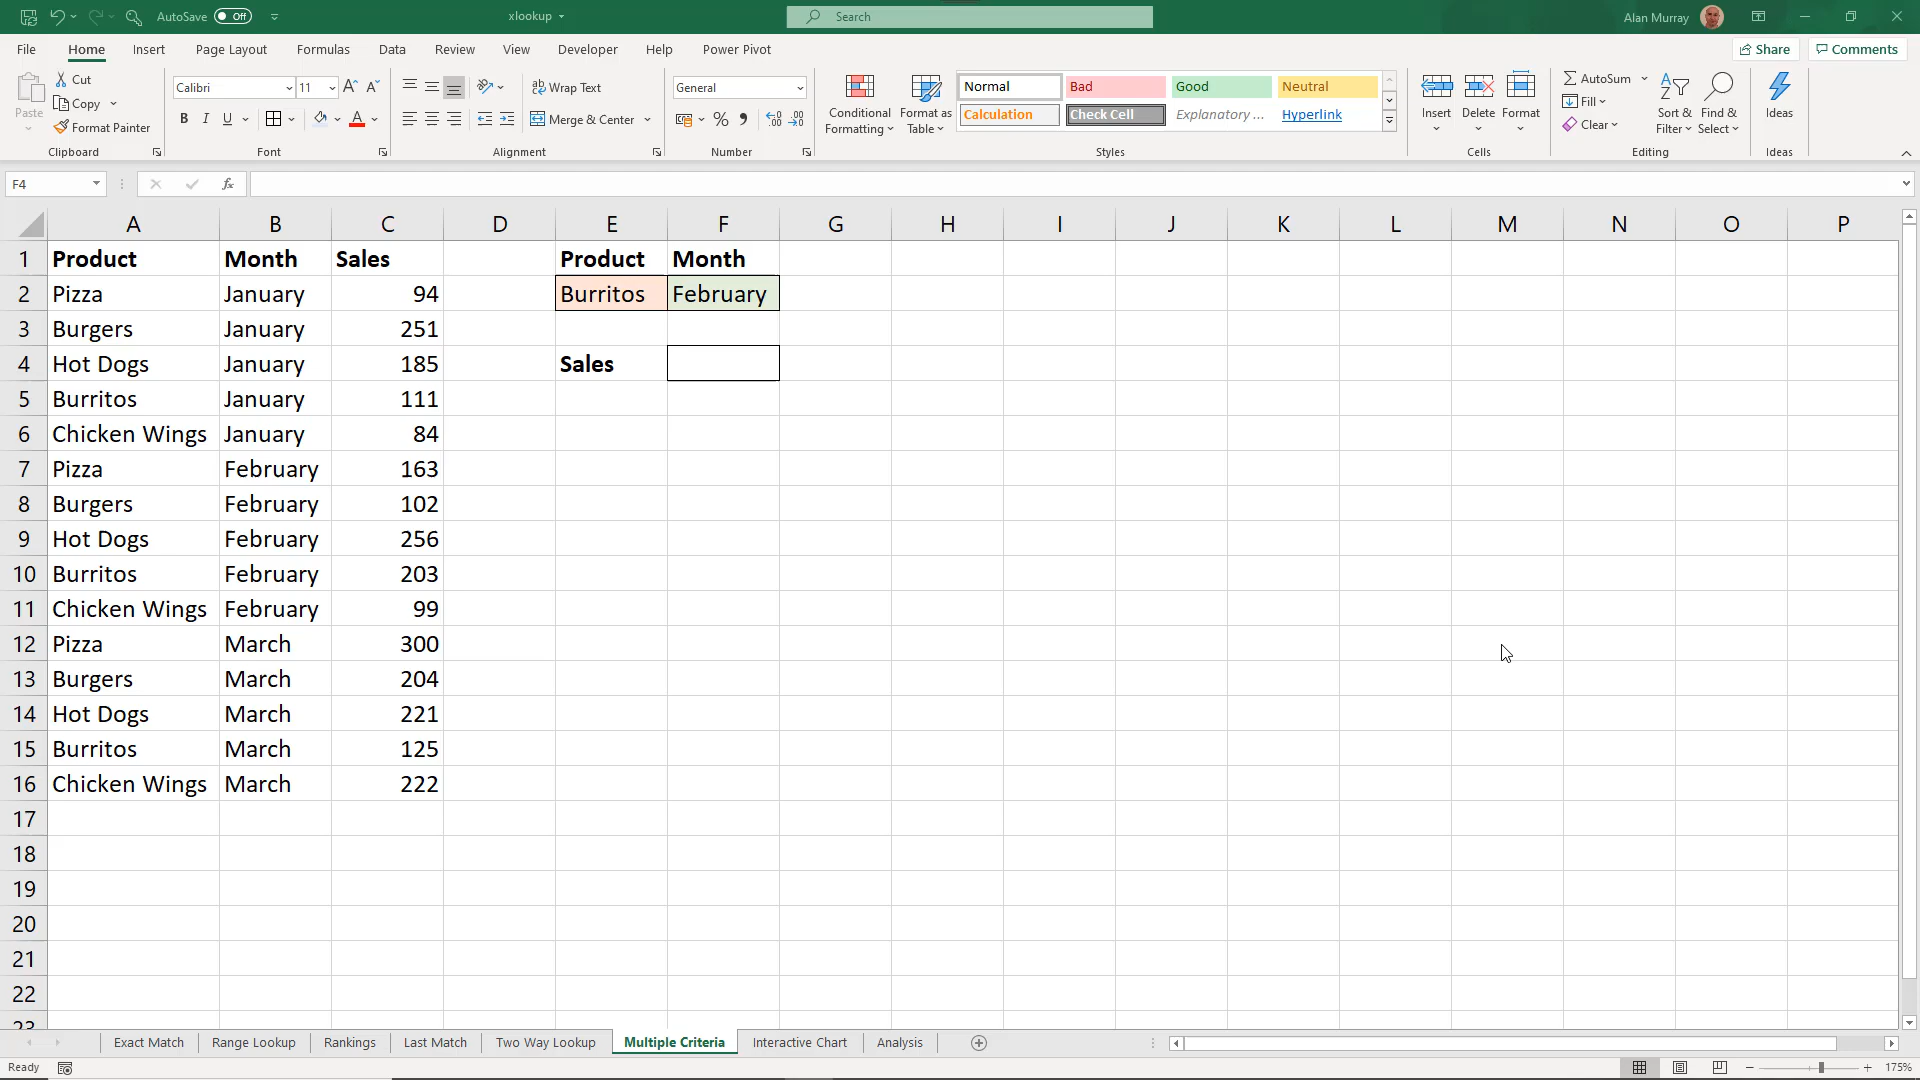 AutoSave Off xlookup Search Alan Murray
File Home Insert Page Layout Formulas Data Review View Developer Help Power Pivot Share Comments
Paste Cut Copy Format Painter Clipboard
Calibri 11 B I U A Font
Wrap Text Merge & Center Alignment
General % Number
Conditional Formatting Format as Table Normal Bad Good Neutral Calculation Check Cell Explanatory ... Hyperlink Styles
Insert Delete Format Cells
AutoSum Fill Clear Sort & Filter Find & Select Editing
Ideas Ideas
F4 fx
A B C D E F G H I J K L M N O P
1 Product Month Sales Product Month
2 Pizza January 94 Burritos February
3 Burgers January 251
4 Hot Dogs January 185 Sales
5 Burritos January 111
6 Chicken Wings January 84
7 Pizza February 163
8 Burgers February 102
9 Hot Dogs February 256
10 Burritos February 203
11 Chicken Wings February 99
12 Pizza March 300
13 Burgers March 204
14 Hot Dogs March 221
15 Burritos March 125
16 Chicken Wings March 222
17
18
19
20
21
22
23
Exact Match Range Lookup Rankings Last Match Two Way Lookup Multiple Criteria Interactive Chart Analysis
Ready 175%